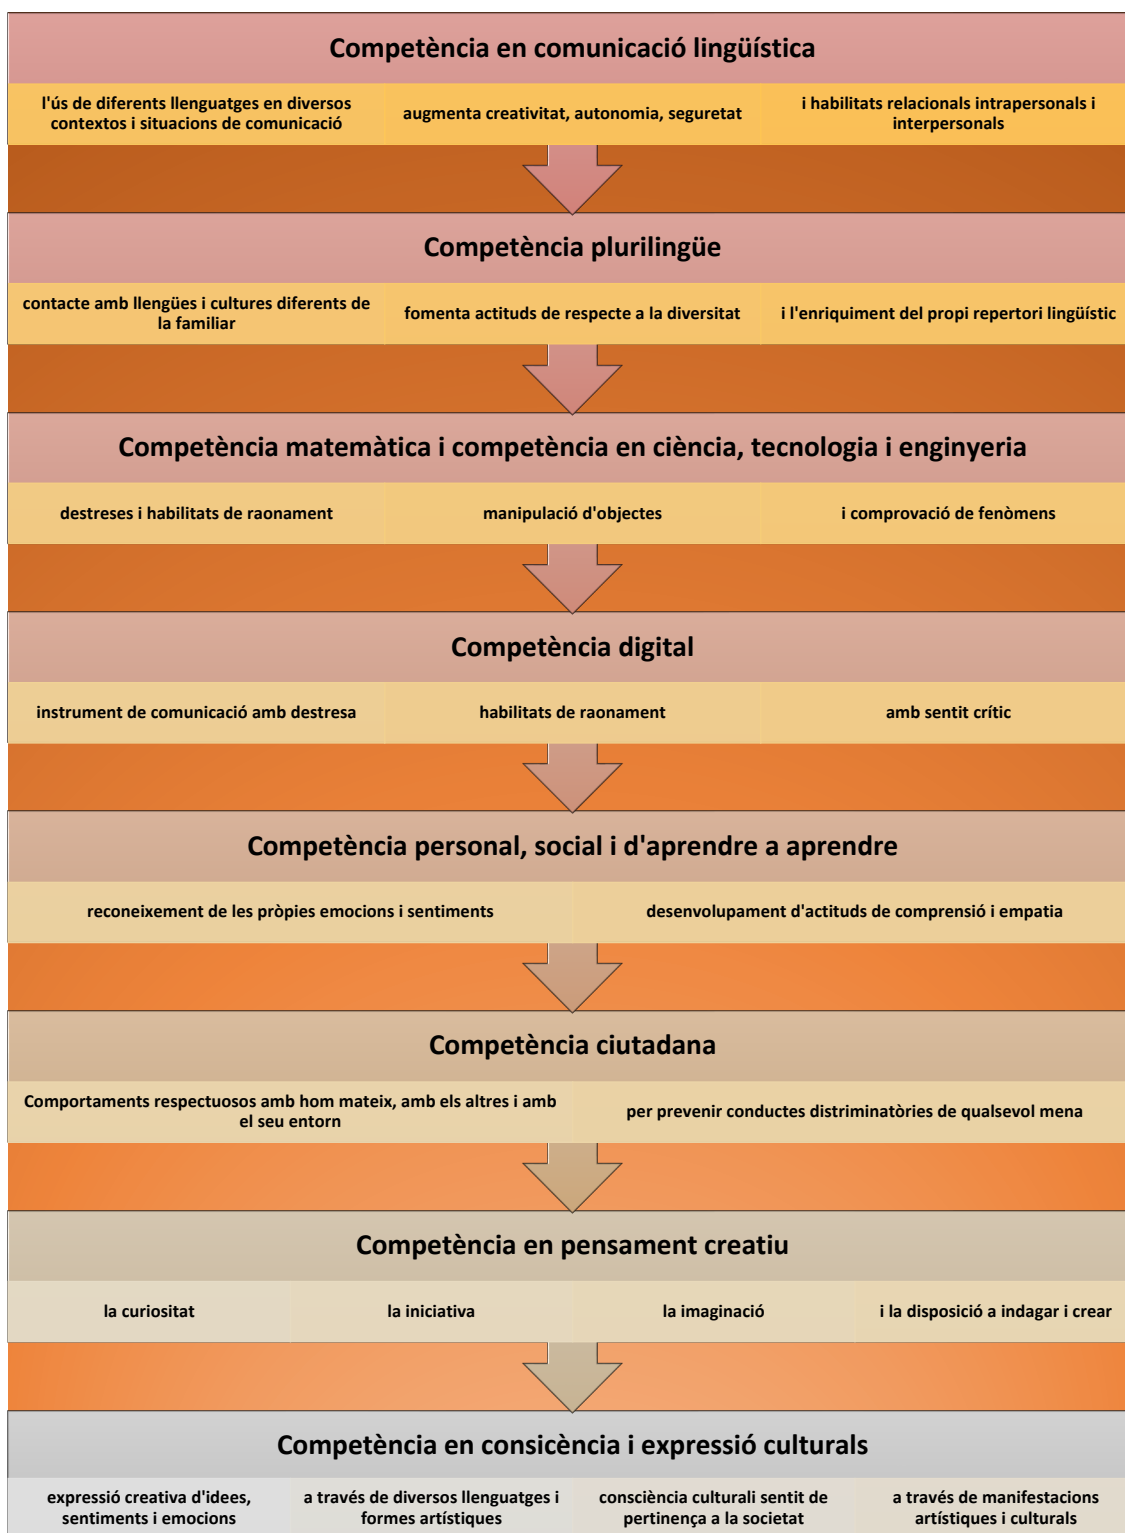 Competència en comunicació lingüística
l'ús de diferents llenguatges en diversos
contextos i situacions de comunicació
augmenta creativitat, autonomia, seguretat
i habilitats relacionals intrapersonals i
interpersonals
Competència plurilingüe
contacte amb llengües i cultures diferents de
la familiar
fomenta actituds de respecte a la diversitat
i l'enriquiment del propi repertori lingüístic
Competència matemàtica i competència en ciència, tecnologia i enginyeria
destreses i habilitats de raonament
manipulació d'objectes
i comprovació de fenòmens
Competència digital
instrument de comunicació amb destresa
habilitats de raonament
amb sentit crític
Competència personal, social i d'aprendre a aprendre
reconeixement de les pròpies emocions i sentiments
desenvolupament d'actituds de comprensió i empatia
Competència ciutadana
Comportaments respectuosos amb hom mateix, amb els altres i amb
el seu entorn
per prevenir conductes distriminatòries de qualsevol mena
Competència en pensament creatiu
la curiositat
la iniciativa
la imaginació
i la disposició a indagar i crear
Competència en consicència i expressió culturals
expressió creativa d'idees,
sentiments i emocions
a través de diversos llenguatges i
formes artístiques
consciència culturali sentit de
pertinença a la societat
a través de manifestacions
artístiques i culturals